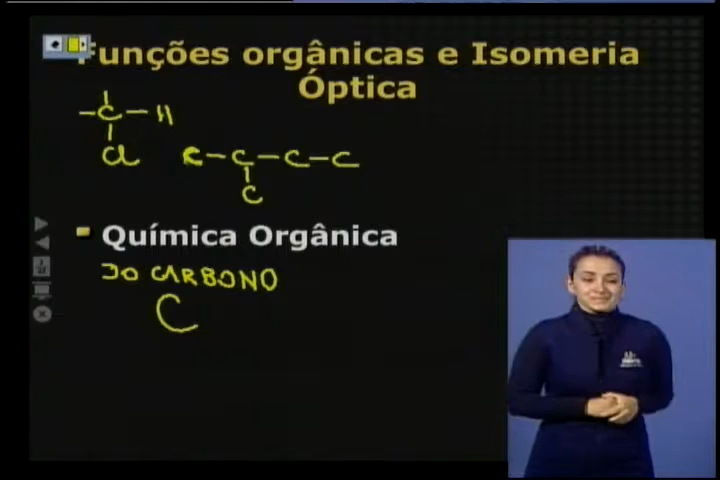 Funções orgânicas e Isomeria
Óptica
– C – H
Cl
C – C – C – C
C
Química Orgânica
DO CARBONO
C